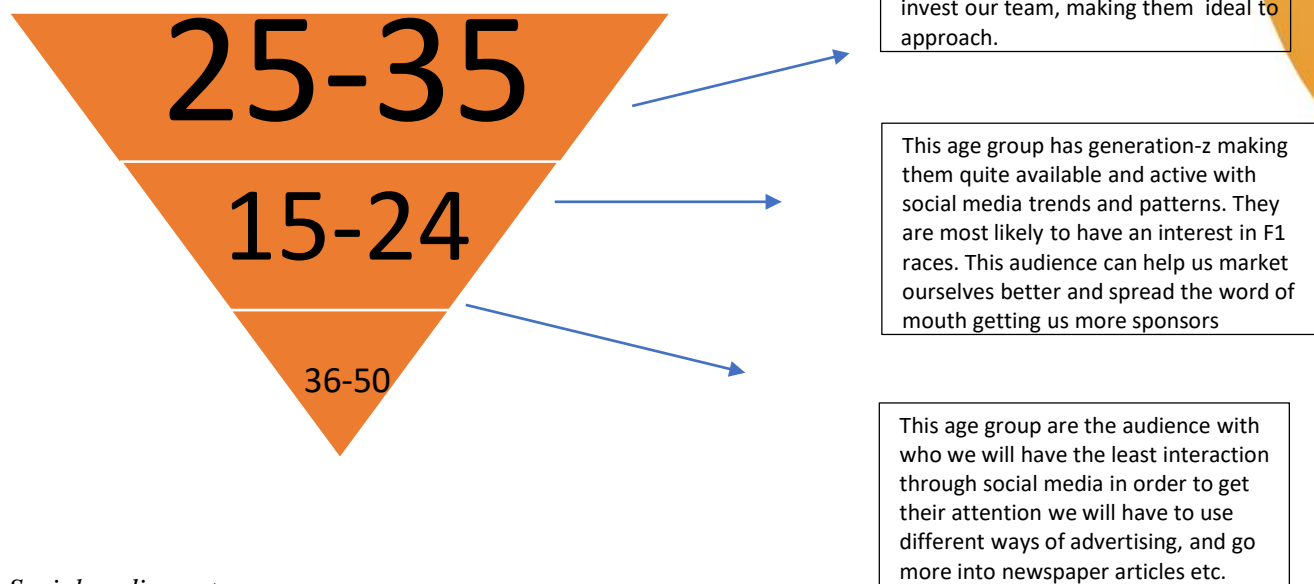 invest our team, making them ideal to
approach.
25-35
This age group has generation-z making
them quite available and active with
social media trends and patterns. They
are most likely to have an interest in F1
races. This audience can help us market
ourselves better and spread the word of
mouth getting us more sponsors
15-24
36-50
This age group are the audience with
who we will have the least interaction
through social media in order to get
their attention we will have to use
different ways of advertising, and go
more into newspaper articles etc.